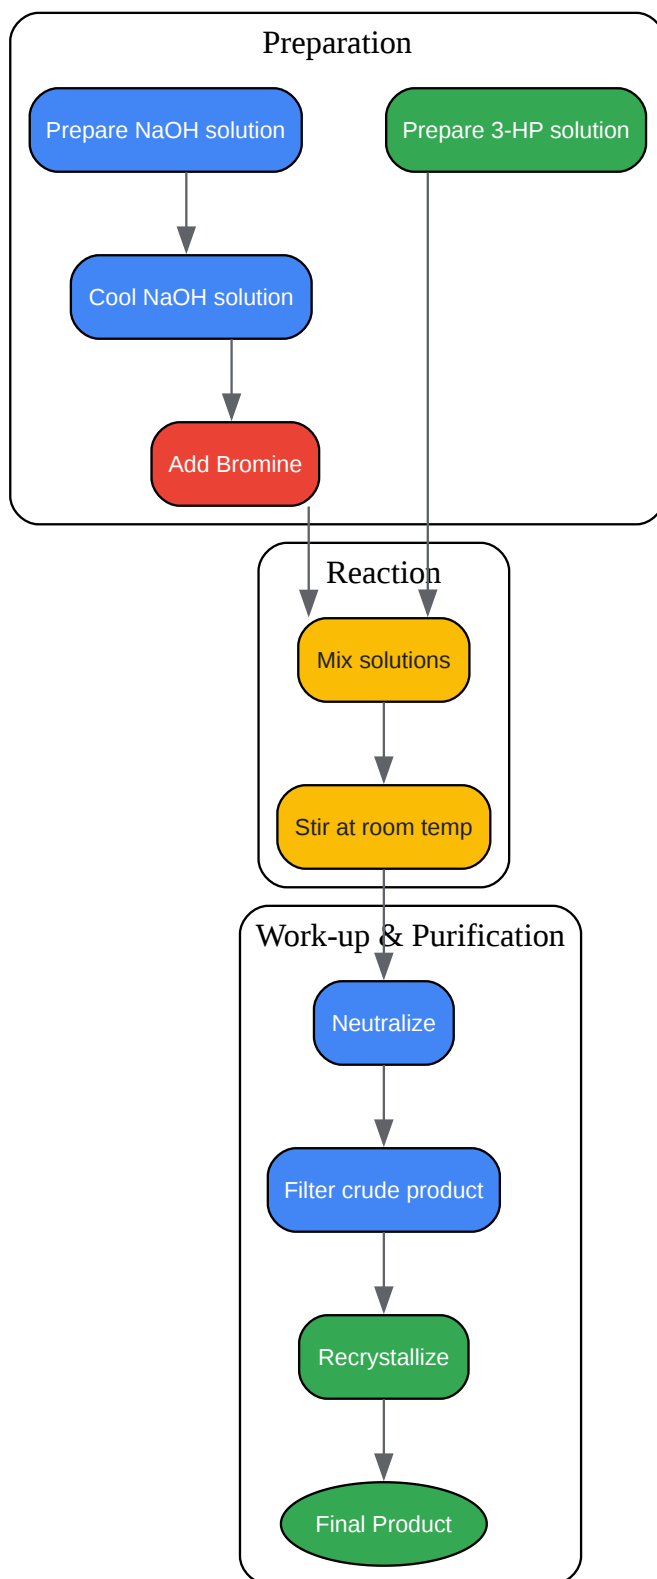 Preparation
Prepare NaOH solution
Prepare 3-HP solution
Cool NaOH solution
Add Bromine
Reaction
Mix solutions
Stir at room temp
Work-up & Purification
Neutralize
Filter crude product
Recrystallize
Final Product